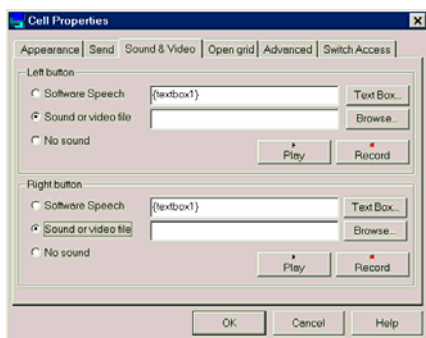 Cell Properties
Appearance Send Sound & Video Open grid Advanced Switch Access
Left button
Software Speech {textbox1} Text Box...
Sound or video file Browse...
No sound
Play Record
Right button
Software Speech {textbox1} Text Box...
Sound or video file Browse...
No sound
Play Record
OK Cancel Help